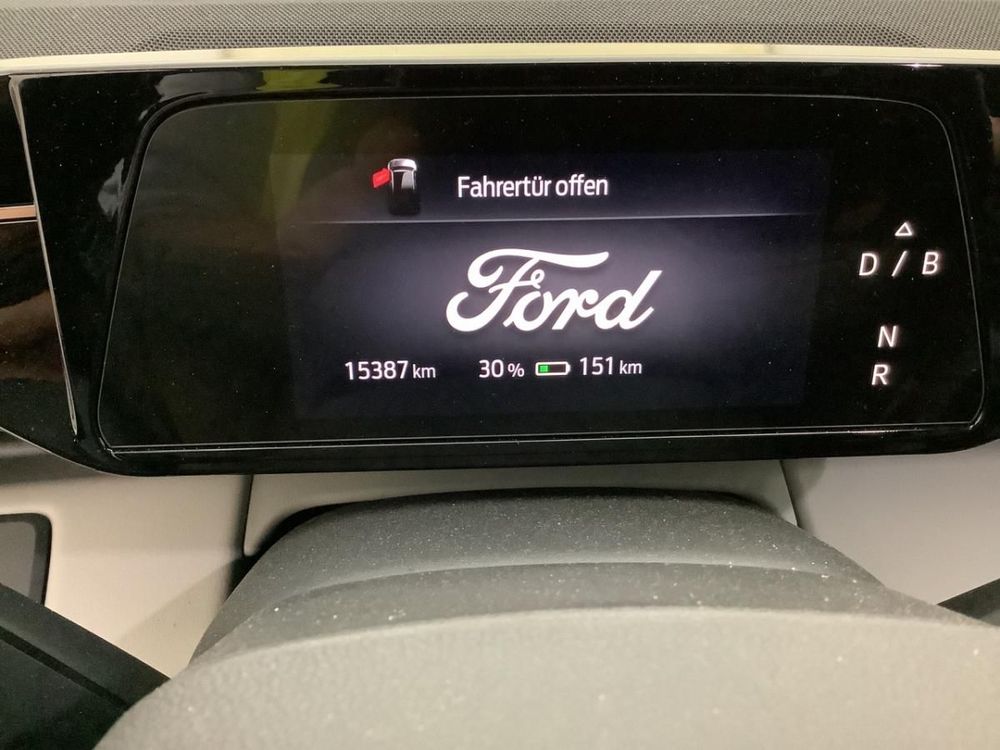 Fahrertür offen
Ford
15387 km 30 % 151 km
D / B
N
R